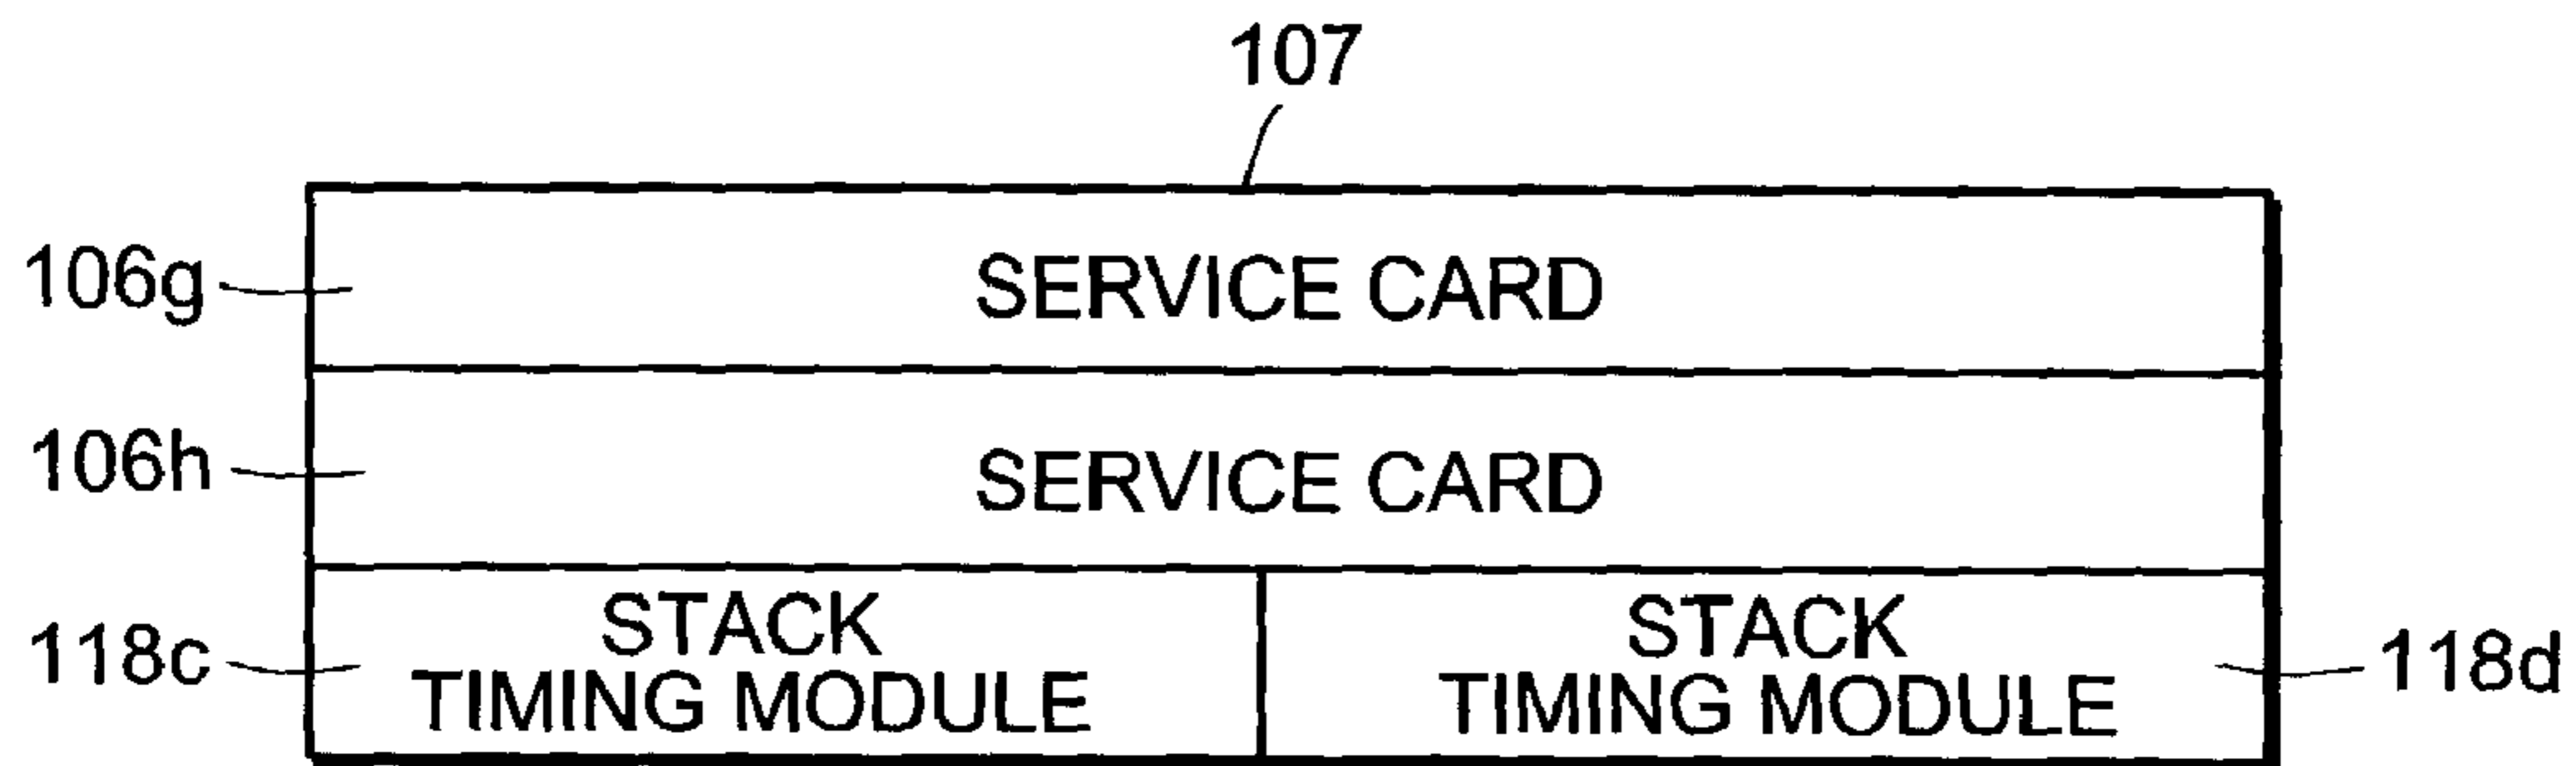 107
106g SERVICE CARD
106h SERVICE CARD
STACK STACK
118c TIMING MODULE TIMING MODULE 118d